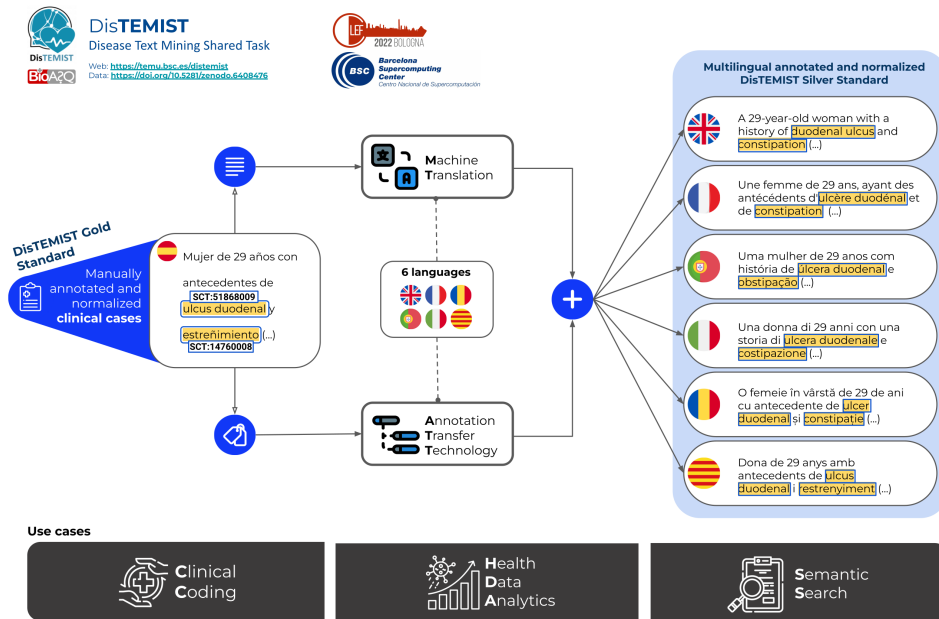 DisTEMIST
Disease Text Mining Shared Task
Web: https://temu.bsc.es/distemist
Data: https://doi.org/10.5281/zenodo.6408476
DisTEMIST
BioASQ
CLEF
2022 BOLOGNA
BSC
Barcelona
Supercomputing
Center
Centro Nacional de Supercomputación
DisTEMIST Gold
Standard
Manually
annotated and
normalized
clinical cases
Mujer de 29 años con
antecedentes de
SCT:51868009
ulcus duodenal y
estreñimiento (...)
SCT:14760008
Machine
Translation
6 languages
Annotation
Transfer
Technology
Multilingual annotated and normalized
DisTEMIST Silver Standard
A 29-year-old woman with a
history of duodenal ulcus and
constipation (...)
Une femme de 29 ans, ayant des
antécédents d'ulcère duodénal et
de constipation (...)
Uma mulher de 29 anos com
história de úlcera duodenal e
obstipação (...)
Una donna di 29 anni con una
storia di ulcera duodenale e
costipazione (...)
O femeie în vârstă de 29 de ani
cu antecedente de ulcer
duodenal și constipație (...)
Dona de 29 anys amb
antecedents de ulcus
duodenal i restrenyiment (...)
Use cases
Clinical
Coding
Health
Data
Analytics
Semantic
Search